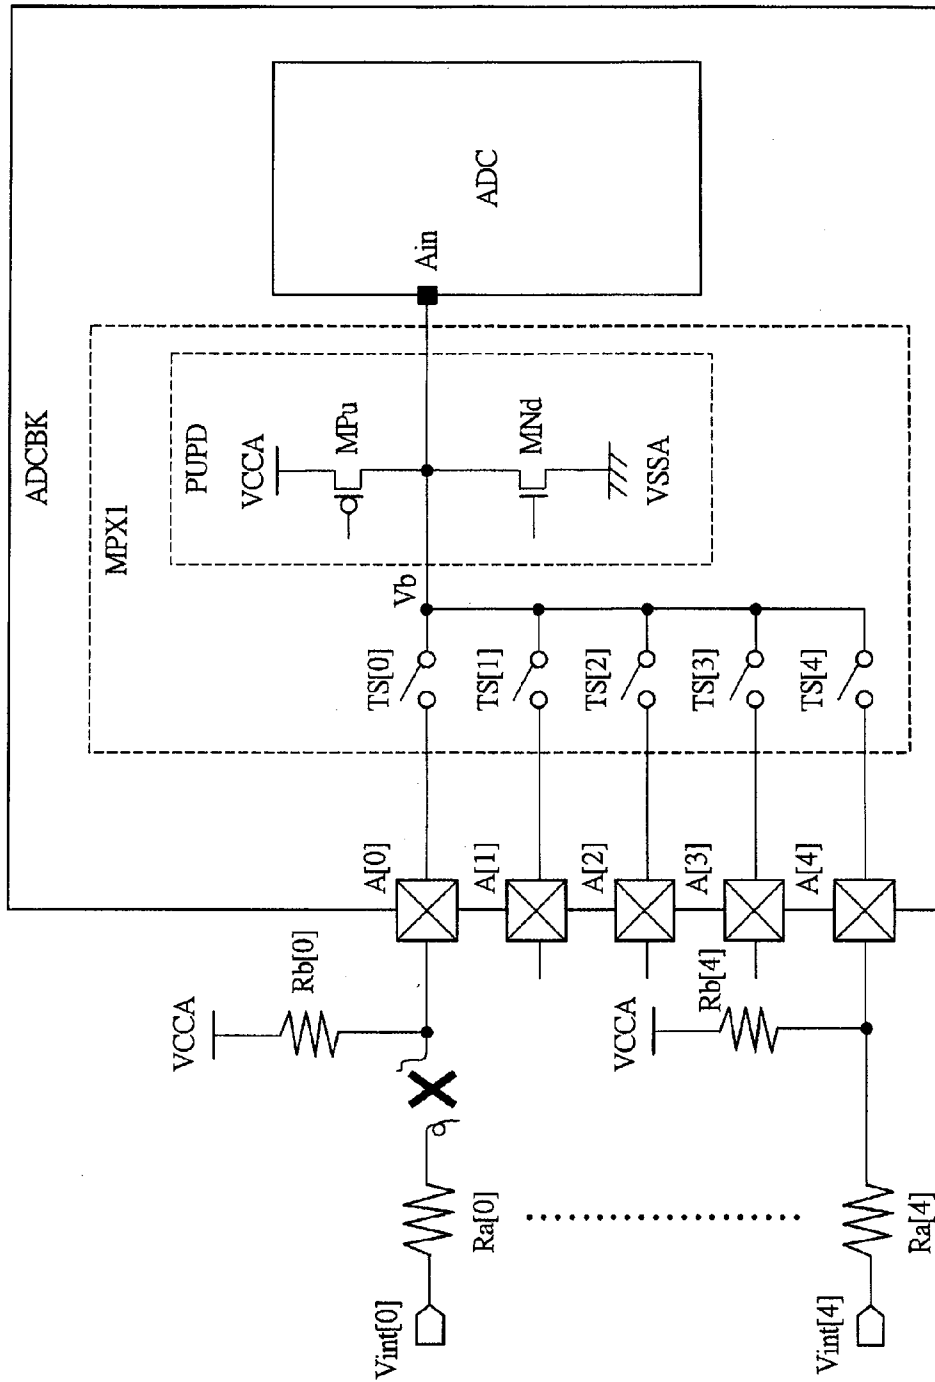 ADCBK
MPX1
PUPD
VCCA
MPu
MNd
VSSA
Vb
Ain
ADC
TS[0]
TS[1]
TS[2]
TS[3]
TS[4]
A[0]
A[1]
A[2]
A[3]
A[4]
VCCA
Rb[0]
VCCA
Rb[4]
Vint[0]
Ra[0]
Vint[4]
Ra[4]